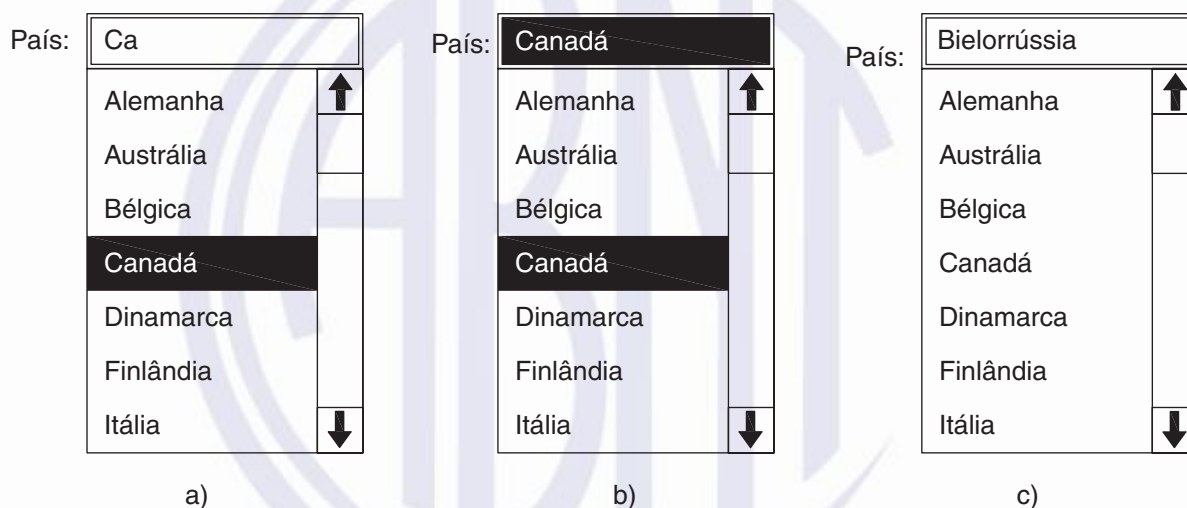 País:
Ca
Alemanha
Austrália
Bélgica
Canadá
Dinamarca
Finlândia
Itália
a)
País:
Canadá
Alemanha
Austrália
Bélgica
Canadá
Dinamarca
Finlândia
Itália
b)
País:
Bielorrússia
Alemanha
Austrália
Bélgica
Canadá
Dinamarca
Finlândia
Itália
c)
ABNT